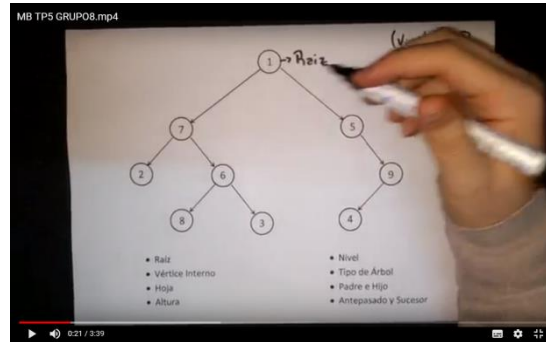 MB TP5 GRUPO8.mp4
1 → Raiz
7
5
2
6
9
8
3
4
• Raíz
• Vértice Interno
• Hoja
• Altura
• Nivel
• Tipo de Árbol
• Padre e Hijo
• Antepasado y Sucesor
0:21 / 3:39